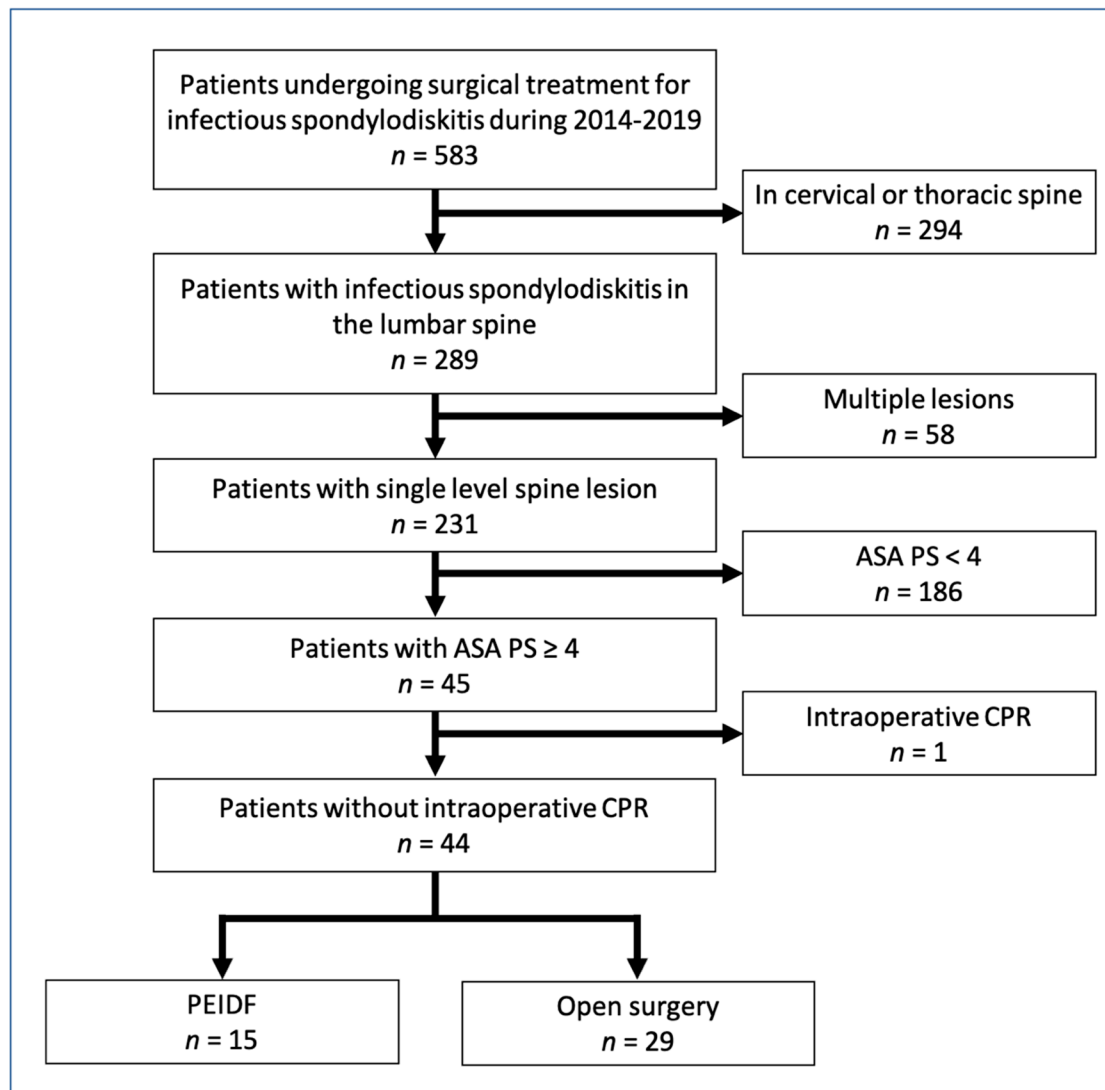 Patients undergoing surgical treatment for
infectious spondylodiskitis during 2014-2019
n = 583
In cervical or thoracic spine
n = 294
Patients with infectious spondylodiskitis in
the lumbar spine
n = 289
Multiple lesions
n = 58
Patients with single level spine lesion
n = 231
ASA PS < 4
n = 186
Patients with ASA PS ≥ 4
n = 45
Intraoperative CPR
n = 1
Patients without intraoperative CPR
n = 44
PEIDF
n = 15
Open surgery
n = 29